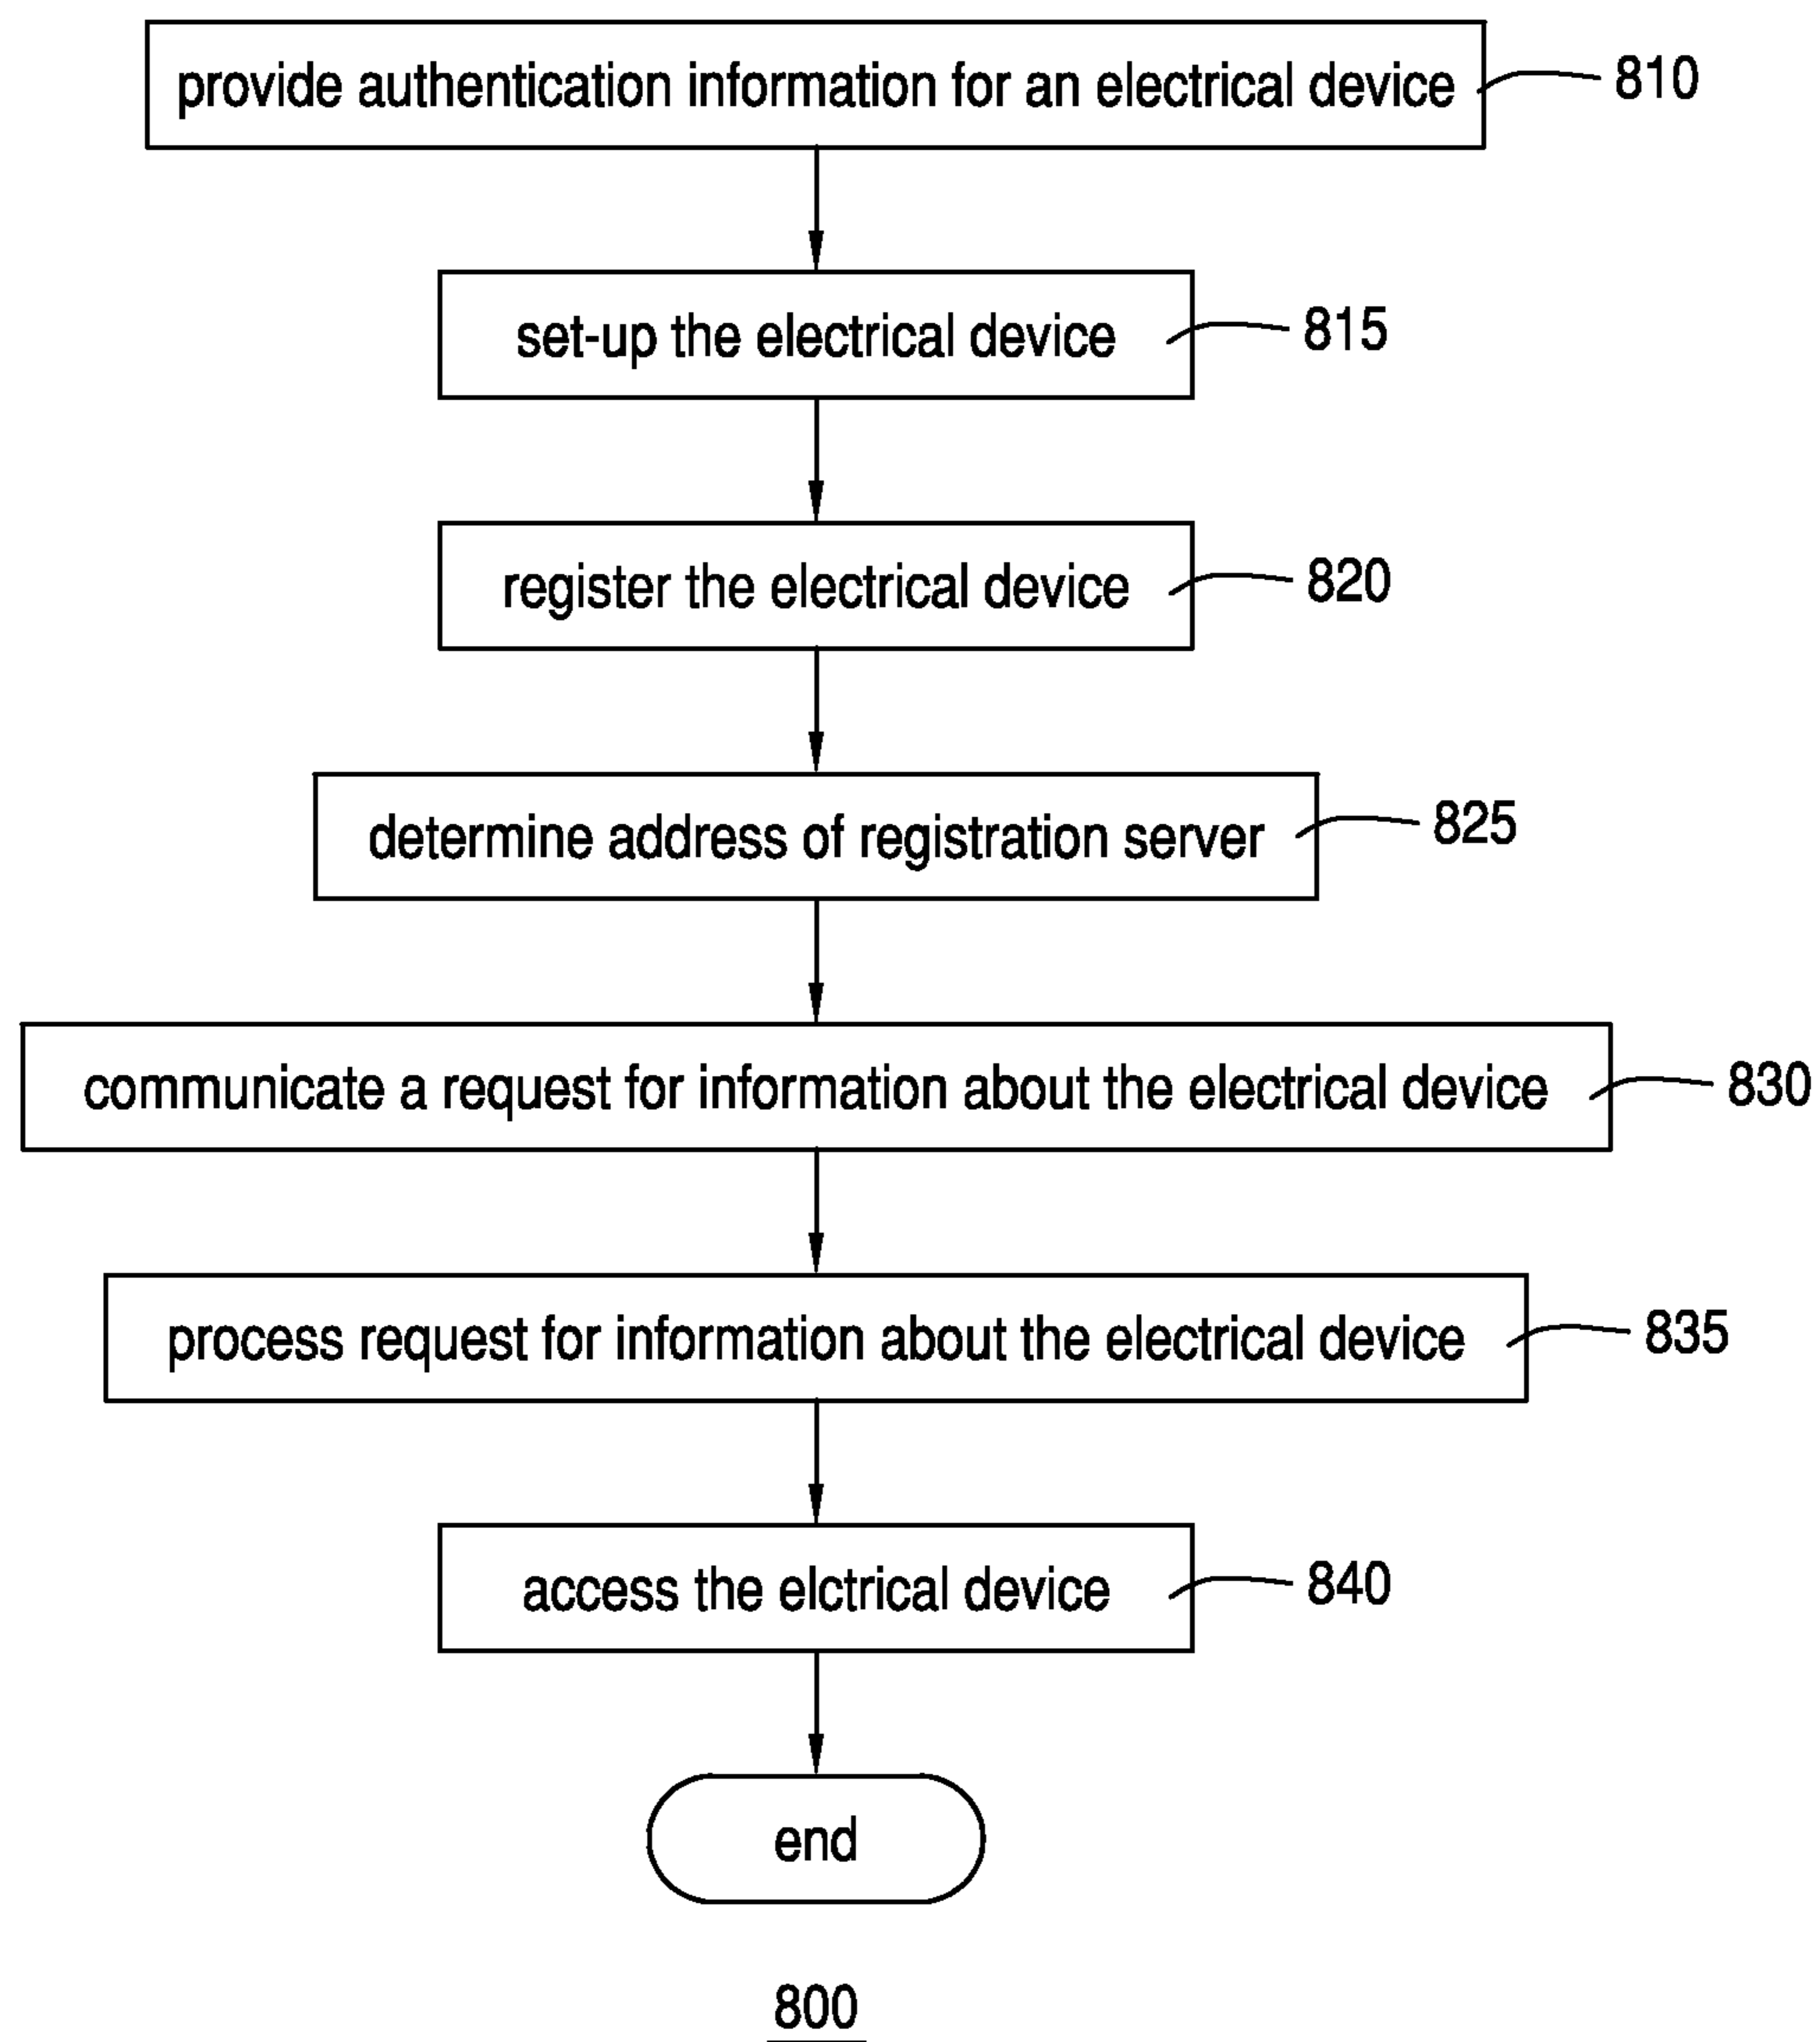 provide authentication information for an electrical device 810
set-up the electrical device 815
register the electrical device 820
determine address of registration server 825
communicate a request for information about the electrical device 830
process request for information about the electrical device 835
access the elctrical device 840
end
800